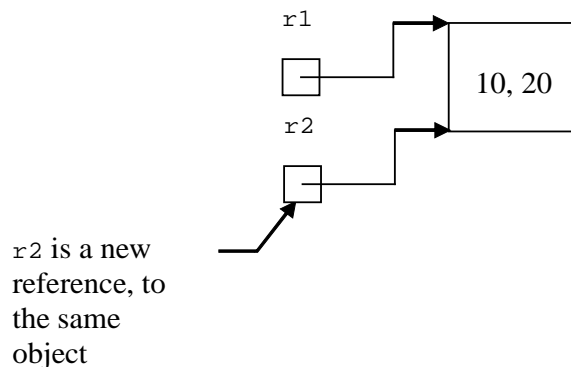 r1
10, 20
r2
r2 is a new
reference, to
the same
object